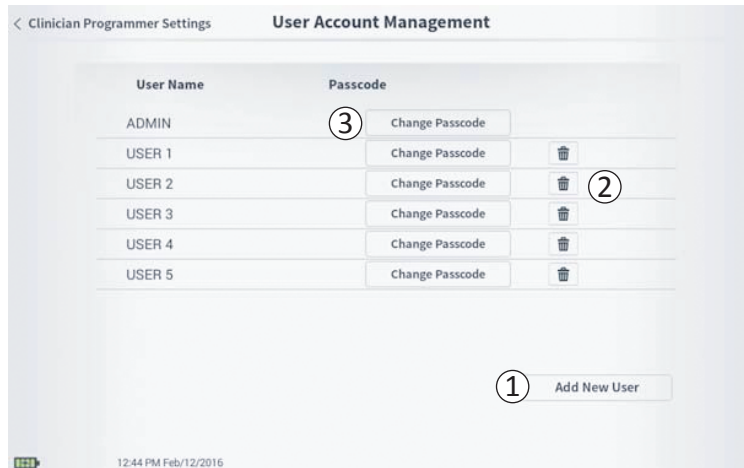 < Clinician Programmer Settings User Account Management
User Name Passcode
ADMIN ③ Change Passcode
USER 1 Change Passcode
USER 2 Change Passcode ②
USER 3 Change Passcode
USER 4 Change Passcode
USER 5 Change Passcode
① Add New User
12:44 PM Feb/12/2016